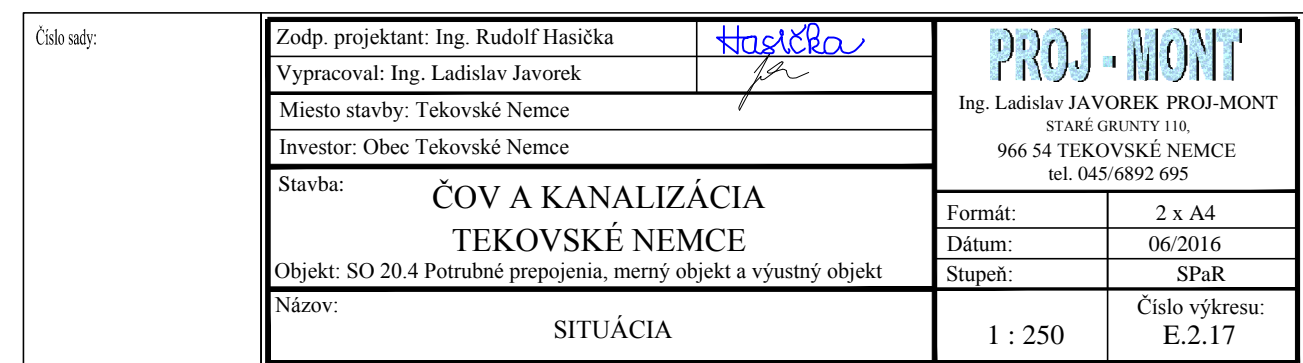 Číslo sady:
Zodp. projektant: Ing. Rudolf Hasička
Hasička
Vypracoval: Ing. Ladislav Javorek
Miesto stavby: Tekovské Nemce
Investor: Obec Tekovské Nemce
Stavba:
ČOV A KANALIZÁCIA
TEKOVSKÉ NEMCE
Objekt: SO 20.4 Potrubné prepojenia, merný objekt a výustný objekt
Názov:
SITUÁCIA
PROJ - MONT
Ing. Ladislav JAVOREK PROJ-MONT
STARÉ GRUNTY 110,
966 54 TEKOVSKÉ NEMCE
tel. 045/6892 695
Formát: 2 x A4
Dátum: 06/2016
Stupeň: SPaR
1 : 250
Číslo výkresu:
E.2.17